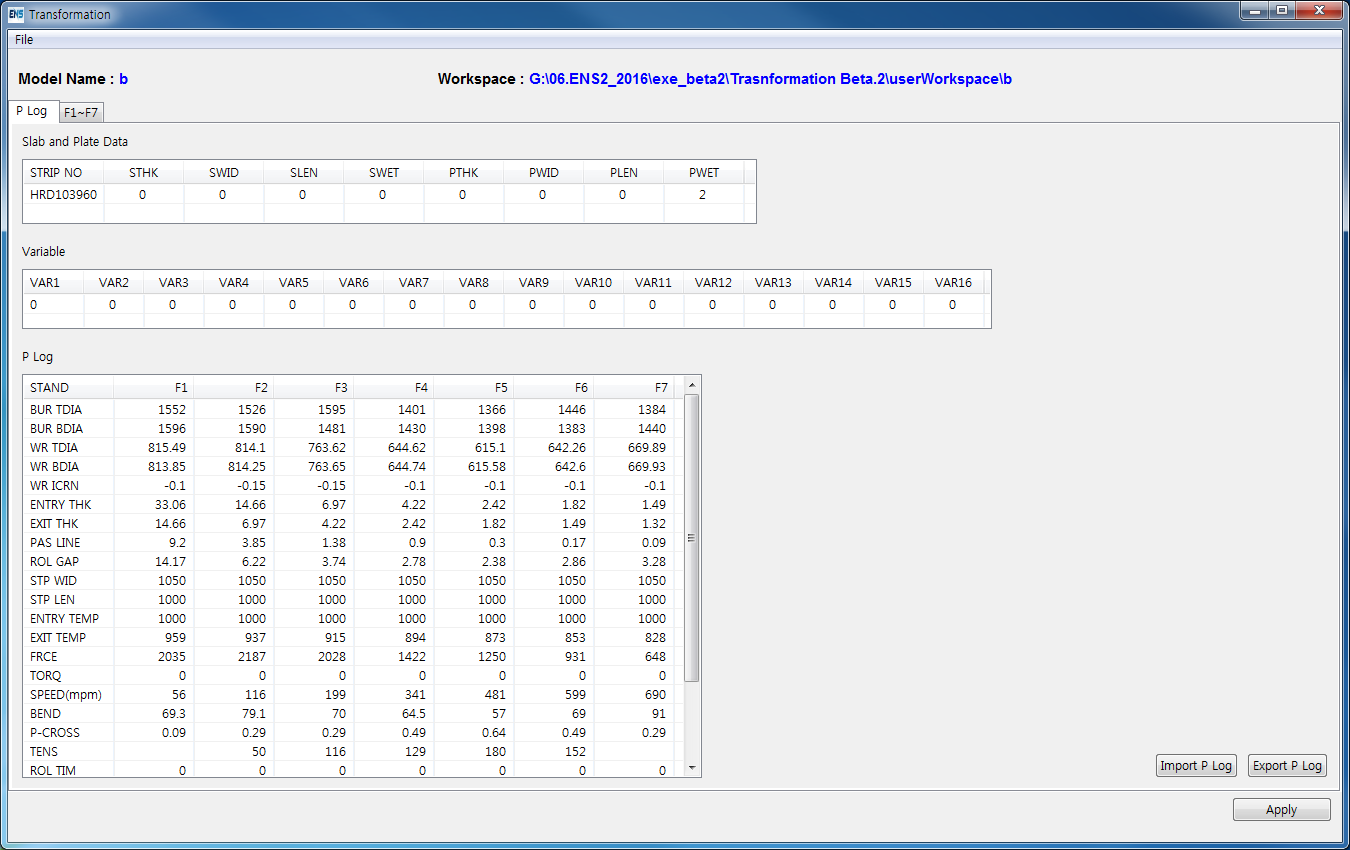 ENS Transformation
File
Model Name : b Workspace : G:\06.ENS2_2016\exe_beta2\Trasnformation Beta.2\userWorkspace\b
P Log F1~F7
Slab and Plate Data
STRIP NO STHK SWID SLEN SWET PTHK PWID PLEN PWET
HRD103960 0 0 0 0 0 0 0 2
Variable
VAR1 VAR2 VAR3 VAR4 VAR5 VAR6 VAR7 VAR8 VAR9 VAR10 VAR11 VAR12 VAR13 VAR14 VAR15 VAR16
0 0 0 0 0 0 0 0 0 0 0 0 0 0 0 0
P Log
STAND F1 F2 F3 F4 F5 F6 F7
BUR TDIA 1552 1526 1595 1401 1366 1446 1384
BUR BDIA 1596 1590 1481 1430 1398 1383 1440
WR TDIA 815.49 814.1 763.62 644.62 615.1 642.26 669.89
WR BDIA 813.85 814.25 763.65 644.74 615.58 642.6 669.93
WR ICRN -0.1 -0.15 -0.15 -0.1 -0.1 -0.1 -0.1
ENTRY THK 33.06 14.66 6.97 4.22 2.42 1.82 1.49
EXIT THK 14.66 6.97 4.22 2.42 1.82 1.49 1.32
PAS LINE 9.2 3.85 1.38 0.9 0.3 0.17 0.09
ROL GAP 14.17 6.22 3.74 2.78 2.38 2.86 3.28
STP WID 1050 1050 1050 1050 1050 1050 1050
STP LEN 1000 1000 1000 1000 1000 1000 1000
ENTRY TEMP 1000 1000 1000 1000 1000 1000 1000
EXIT TEMP 959 937 915 894 873 853 828
FRCE 2035 2187 2028 1422 1250 931 648
TORQ 0 0 0 0 0 0 0
SPEED(mpm) 56 116 199 341 481 599 690
BEND 69.3 79.1 70 64.5 57 69 91
P-CROSS 0.09 0.29 0.29 0.49 0.64 0.49 0.29
TENS 50 116 129 180 152
ROL TIM 0 0 0 0 0 0 0
Import P Log Export P Log
Apply